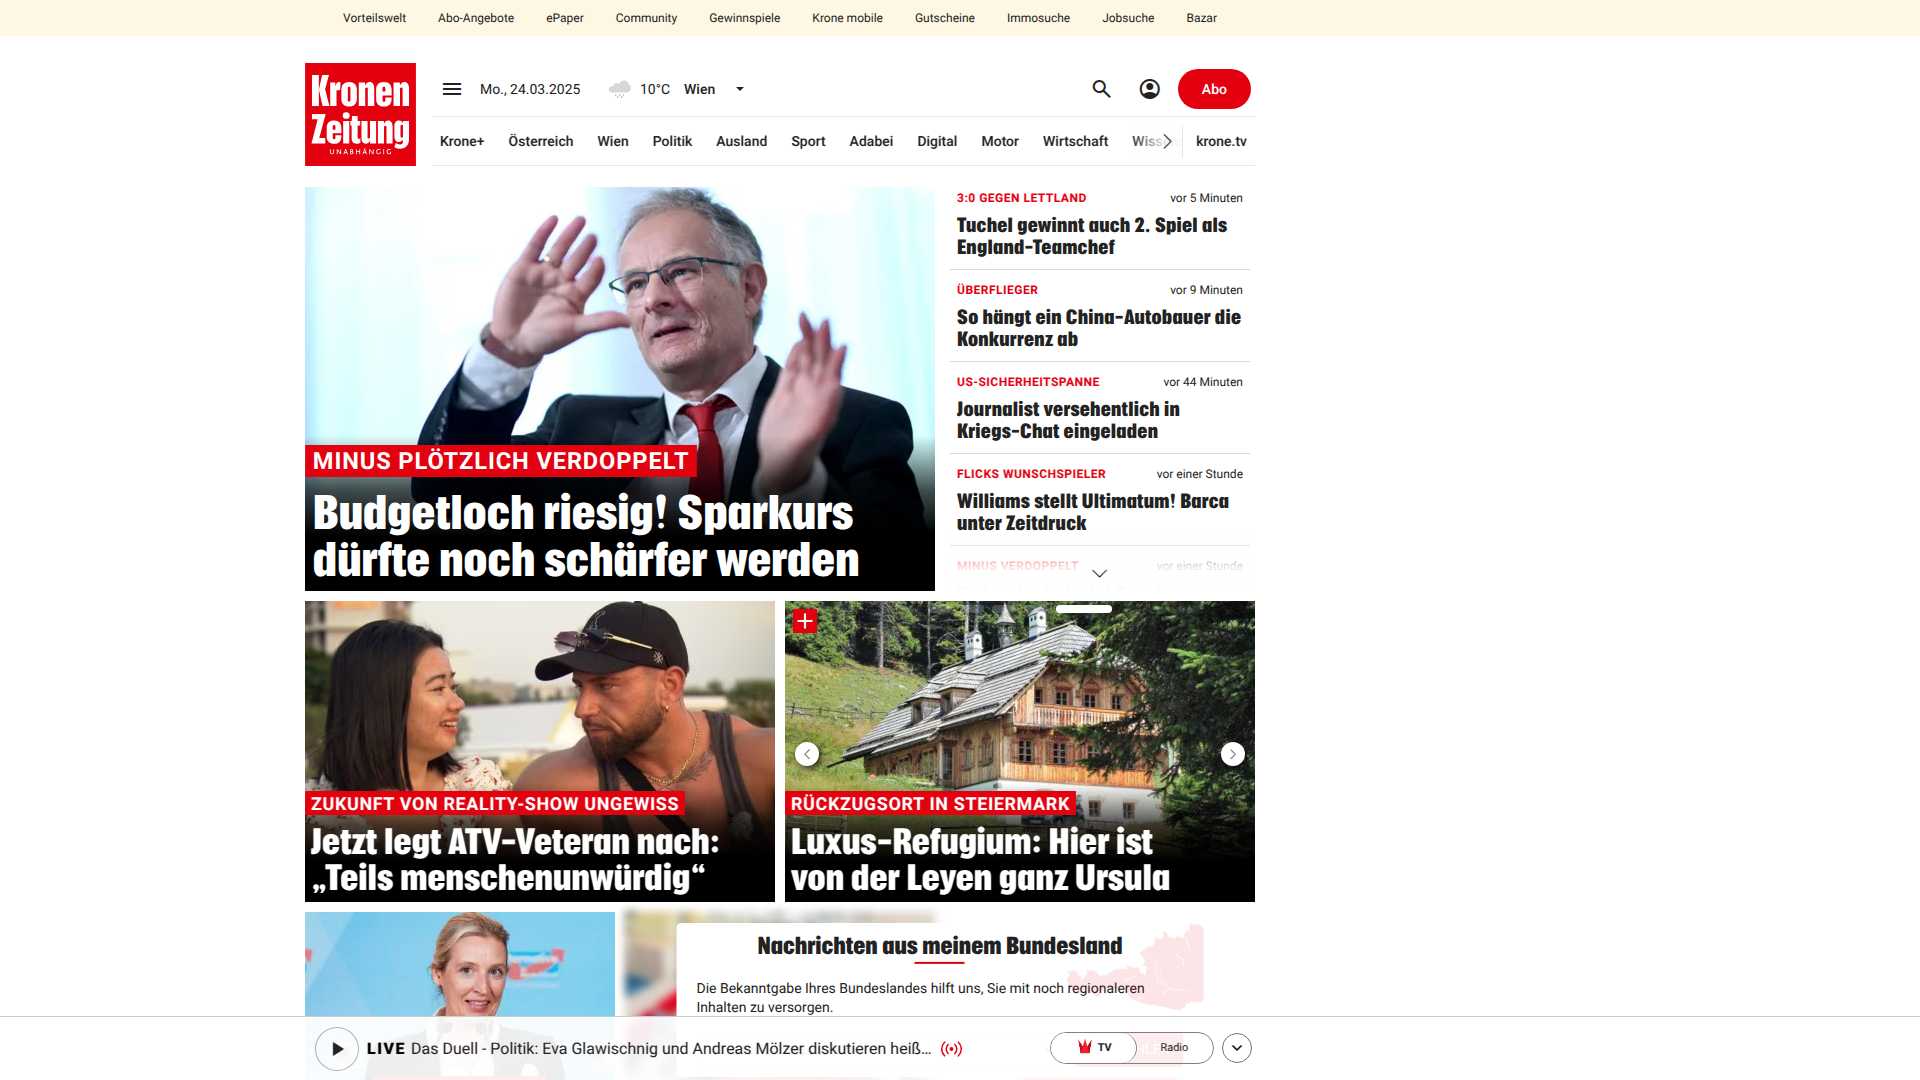 Vorteilswelt Abo-Angebote ePaper Community Gewinnspiele Krone mobile Gutscheine Immosuche Jobsuche Bazar
Kronen
Zeitung
UNABHÄNGIG
Mo., 24.03.2025 10°C Wien
Abo
Krone+ Österreich Wien Politik Ausland Sport Adabei Digital Motor Wirtschaft Wiss krone.tv
MINUS PLÖTZLICH VERDOPPELT
Budgetloch riesig! Sparkurs
dürfte noch schärfer werden
3:0 GEGEN LETTLAND vor 5 Minuten
Tuchel gewinnt auch 2. Spiel als
England-Teamchef
ÜBERFLIEGER vor 9 Minuten
So hängt ein China-Autobauer die
Konkurrenz ab
US-SICHERHEITSPANNE vor 44 Minuten
Journalist versehentlich in
Kriegs-Chat eingeladen
FLICKS WUNSCHSPIELER vor einer Stunde
Williams stellt Ultimatum! Barca
unter Zeitdruck
MINUS VERDOPPELT vor einer Stunde
ZUKUNFT VON REALITY-SHOW UNGEWISS
Jetzt legt ATV-Veteran nach:
„Teils menschenunwürdig“
RÜCKZUGSORT IN STEIERMARK
Luxus-Refugium: Hier ist
von der Leyen ganz Ursula
Nachrichten aus meinem Bundesland
Die Bekanntgabe Ihres Bundeslandes hilft uns, Sie mit noch regionaleren
Inhalten zu versorgen.
LIVE Das Duell - Politik: Eva Glawischnig und Andreas Mölzer diskutieren heiß...
TV Radio